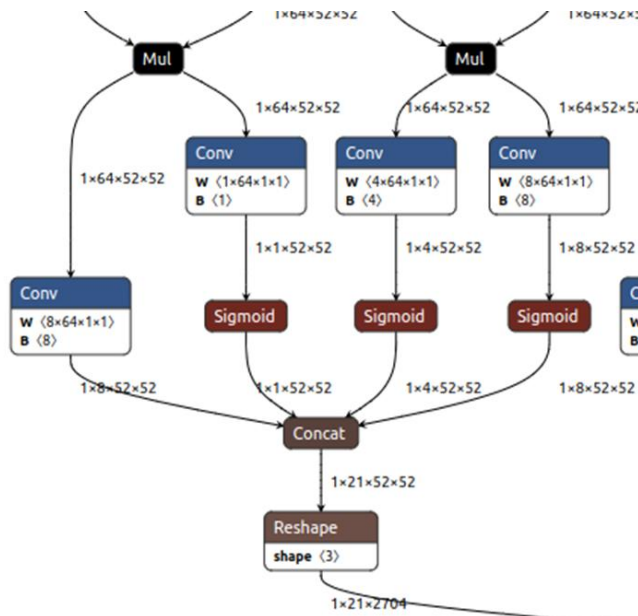 1×64×52×52
1×64×52×5
Mul
Mul
1×64×52×52
1×64×52×52
1×64×52
Conv
W ⟨1×64×1×1⟩
B ⟨1⟩
Conv
W ⟨4×64×1×1⟩
B ⟨4⟩
Conv
W ⟨8×64×1×1⟩
B ⟨8⟩
1×64×52×52
1×1×52×52
1×4×52×52
1×8×52×52
Conv
W ⟨8×64×1×1⟩
B ⟨8⟩
Sigmoid
Sigmoid
Sigmoid
B
1×8×52×52
1×1×52×52
1×4×52×52
1×8×52×52
Concat
1×21×52×52
Reshape
shape ⟨3⟩
1×21×2704